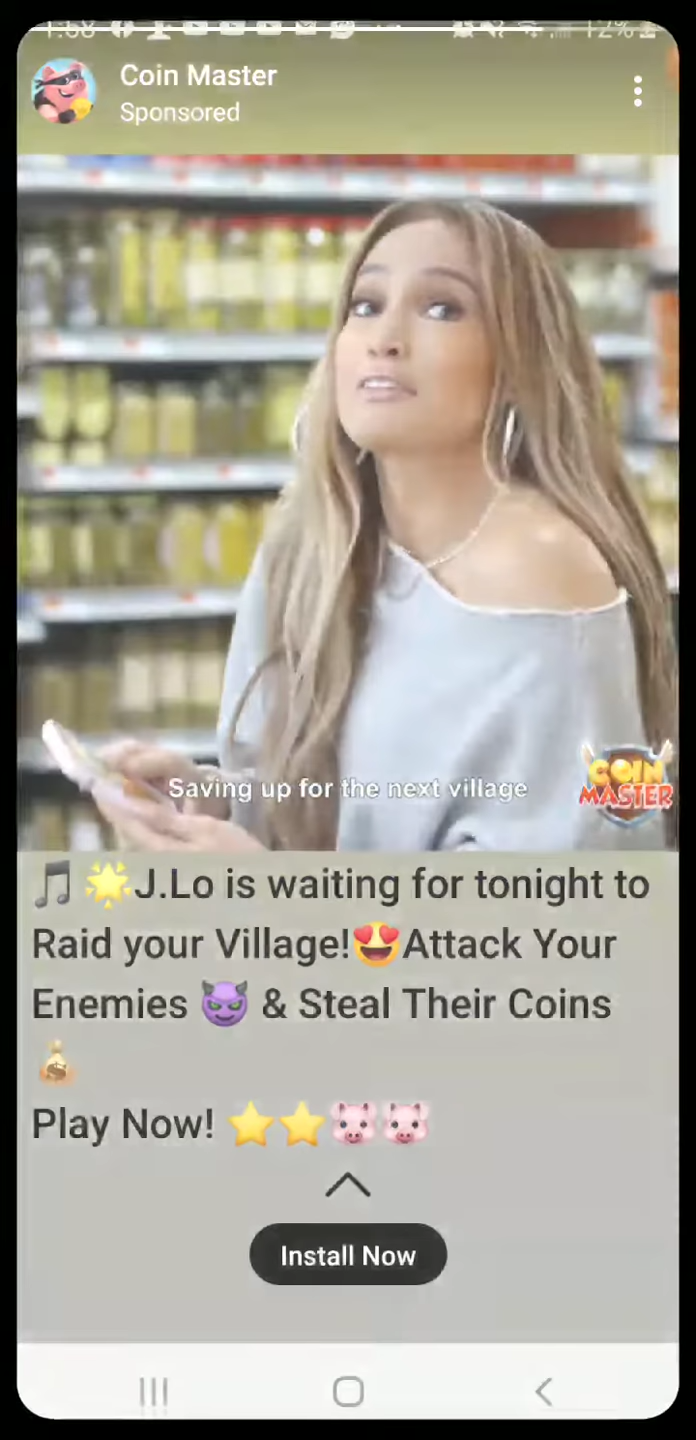 12%
Coin Master
Sponsored
Saving up for the next village
COIN
MASTER
🎵 🌟J.Lo is waiting for tonight to
Raid your Village!😍Attack Your
Enemies 😈 & Steal Their Coins
💰
Play Now! ⭐⭐🐷🐷
Install Now